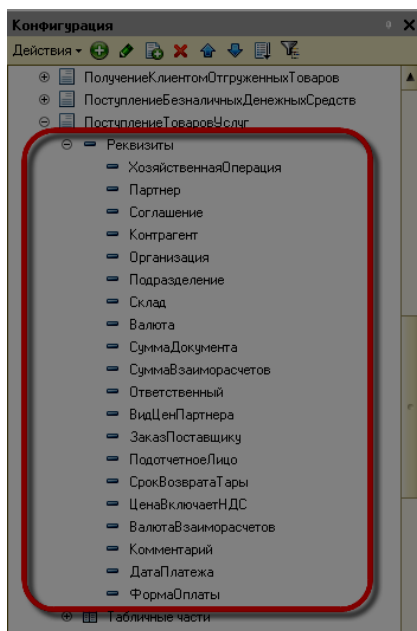 Конфигурация
Действия
ПолучениеКлиентомОтгруженныхТоваров
ПоступлениеБезналичныхДенежныхСредств
ПоступлениеТоваровУслуг
Реквизиты
ХозяйственнаяОперация
Партнер
Соглашение
Контрагент
Организация
Подразделение
Склад
Валюта
СуммаДокумента
СуммаВзаиморасчетов
Ответственный
ВидЦенПартнера
ЗаказПоставщику
ПодотчетноеЛицо
СрокВозвратаТары
ЦенаВключаетНДС
ВалютаВзаиморасчетов
Комментарий
ДатаПлатежа
ФормаОплаты
Табличные части